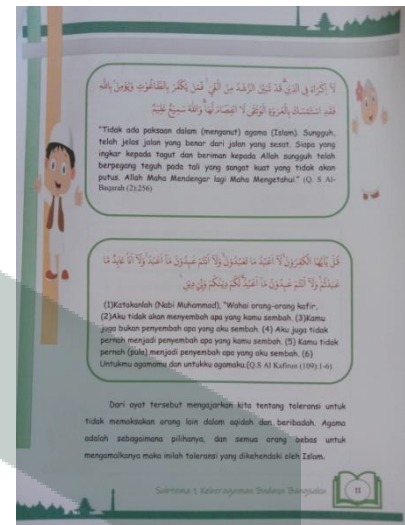 لَآ اِكْرَاهَ فِى الدِّيْنِۗ قَدْ تَّبَيَّنَ الرُّشْدُ مِنَ الْغَيِّ ۚ فَمَنْ يَّكْفُرْ بِالطَّاغُوْتِ وَيُؤْمِنْۢ بِاللّٰهِ
فَقَدِ اسْتَمْسَكَ بِالْعُرْوَةِ الْوُثْقٰى لَا انْفِصَامَ لَهَا ۗوَاللّٰهُ سَمِيْعٌ عَلِيْمٌ
"Tidak ada paksaan dalam (menganut) agama (Islam). Sungguh,
telah jelas jalan yang benar dari jalan yang sesat. Siapa yang
ingkar kepada tagut dan beriman kepada Allah sungguh telah
berpegang teguh pada tali yang sangat kuat yang tidak akan
putus. Allah Maha Mendengar lagi Maha Mengetahui." (Q. S Al-
Baqarah (2):256)
قُلْ يٰٓاَيُّهَا الْكٰفِرُوْنَۙ لَآ اَعْبُدُ مَا تَعْبُدُوْنَۙ وَلَآ اَنْتُمْ عٰبِدُوْنَ مَآ اَعْبُدُۚ وَلَآ اَنَا۠ عَابِدٌ مَّا
عَبَدْتُّمْۙ وَلَآ اَنْتُمْ عٰبِدُوْنَ مَآ اَعْبُدُۗ لَكُمْ دِيْنُكُمْ وَلِيَ دِيْنِ
(1)Katakanlah (Nabi Muhammad), "Wahai orang-orang kafir,
(2)Aku tidak akan menyembah apa yang kamu sembah. (3)Kamu
juga bukan penyembah apa yang aku sembah. (4) Aku juga tidak
pernah menjadi penyembah apa yang kamu sembah. (5) Kamu tidak
pernah (pula) menjadi penyembah apa yang aku sembah. (6)
Untukmu agamamu dan untukku agamaku.(Q.S Al Kafirun (109):1-6)
Dari ayat tersebut mengajarkan kita tentang toleransi untuk
tidak memaksakan orang lain dalam aqidah dan beribadah. Agama
adalah sebagaimana pilihanya, dan semua orang bebas untuk
mengamalkanya maka inilah toleransi yang dikehendaki oleh Islam.
Subtema 1 Keberagaman Budaya Bangsaku
11